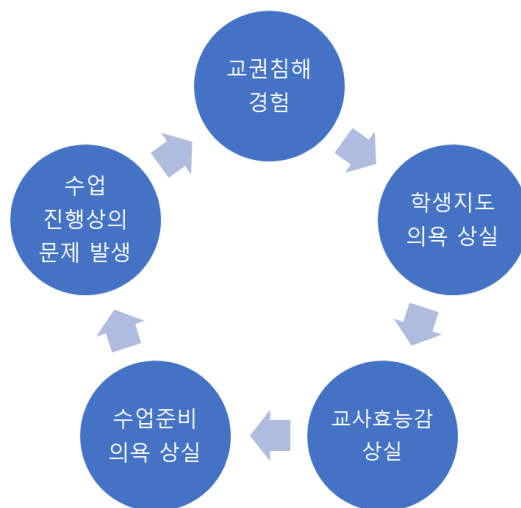 교권침해
경험
학생지도
의욕 상실
교사효능감
상실
수업준비
의욕 상실
수업
진행상의
문제 발생